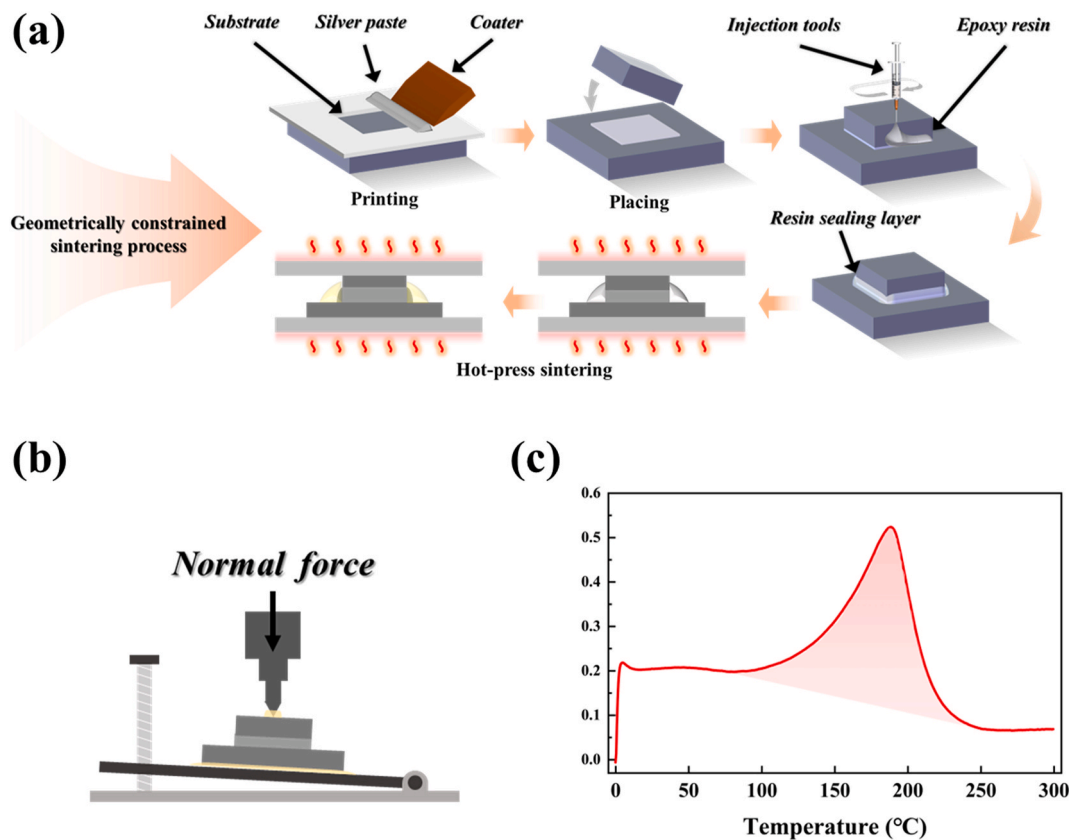 (a)
Substrate
Silver paste
Coater
Injection tools
Epoxy resin
Printing
Placing
Geometrically constrained
sintering process
Resin sealing layer
Hot-press sintering
(b)
Normal force
(c)
0.6
0.5
0.4
0.3
0.2
0.1
0.0
0 50 100 150 200 250 300
Temperature (°C)